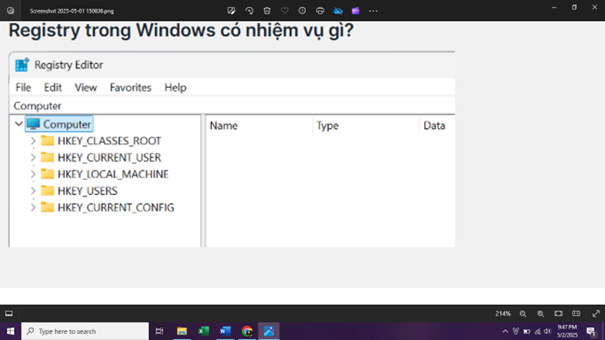 Screenshot 2025-05-01 150836.png
Registry trong Windows có nhiệm vụ gì?
Registry Editor
File Edit View Favorites Help
Computer
Computer
HKEY_CLASSES_ROOT
HKEY_CURRENT_USER
HKEY_LOCAL_MACHINE
HKEY_USERS
HKEY_CURRENT_CONFIG
Name Type Data
214%
Type here to search
9:47 PM
5/2/2025